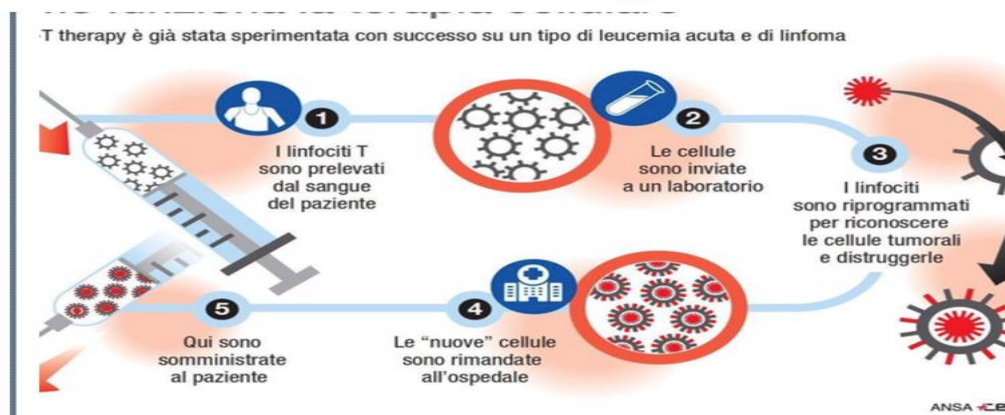 -T therapy è già stata sperimentata con successo su un tipo di leucemia acuta e di linfoma
1
I linfociti T
sono prelevati
dal sangue
del paziente
2
Le cellule
sono inviate
a un laboratorio
3
I linfociti
sono riprogrammati
per riconoscere
le cellule tumorali
e distruggerle
4
Le “nuove” cellule
sono rimandate
all’ospedale
5
Qui sono
somministrate
al paziente
ANSA